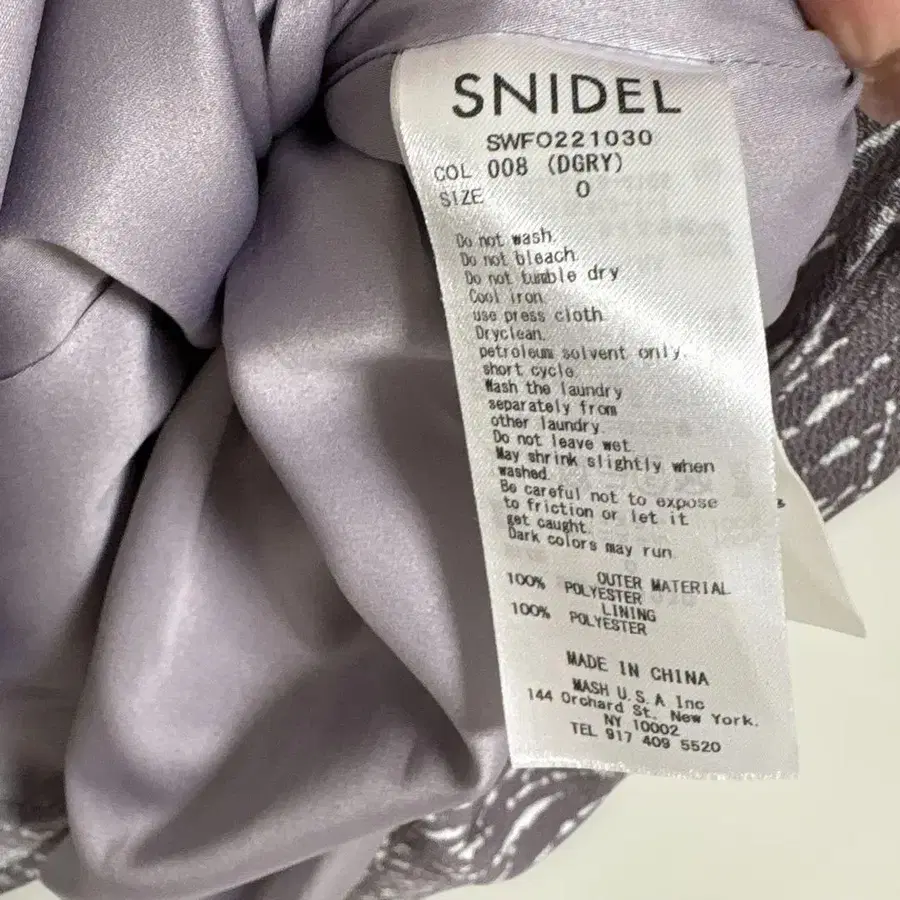 SNIDEL
SWFO221030
COL 008 (DGRY)
SIZE 0
Do not wash.
Do not bleach.
Do not tumble dry
Cool iron.
use press cloth.
Dryclean.
petroleum solvent only.
short cycle.
Wash the laundry
separately from
other laundry.
Do not leave wet.
May shrink slightly when
washed.
Be careful not to expose
to friction or let it
get caught.
Dark colors may run.
OUTER MATERIAL
100% POLYESTER
LINING
100% POLYESTER
MADE IN CHINA
MASH U.S.A Inc
144 Orchard St. New York.
NY 10002
TEL 917 409 5520